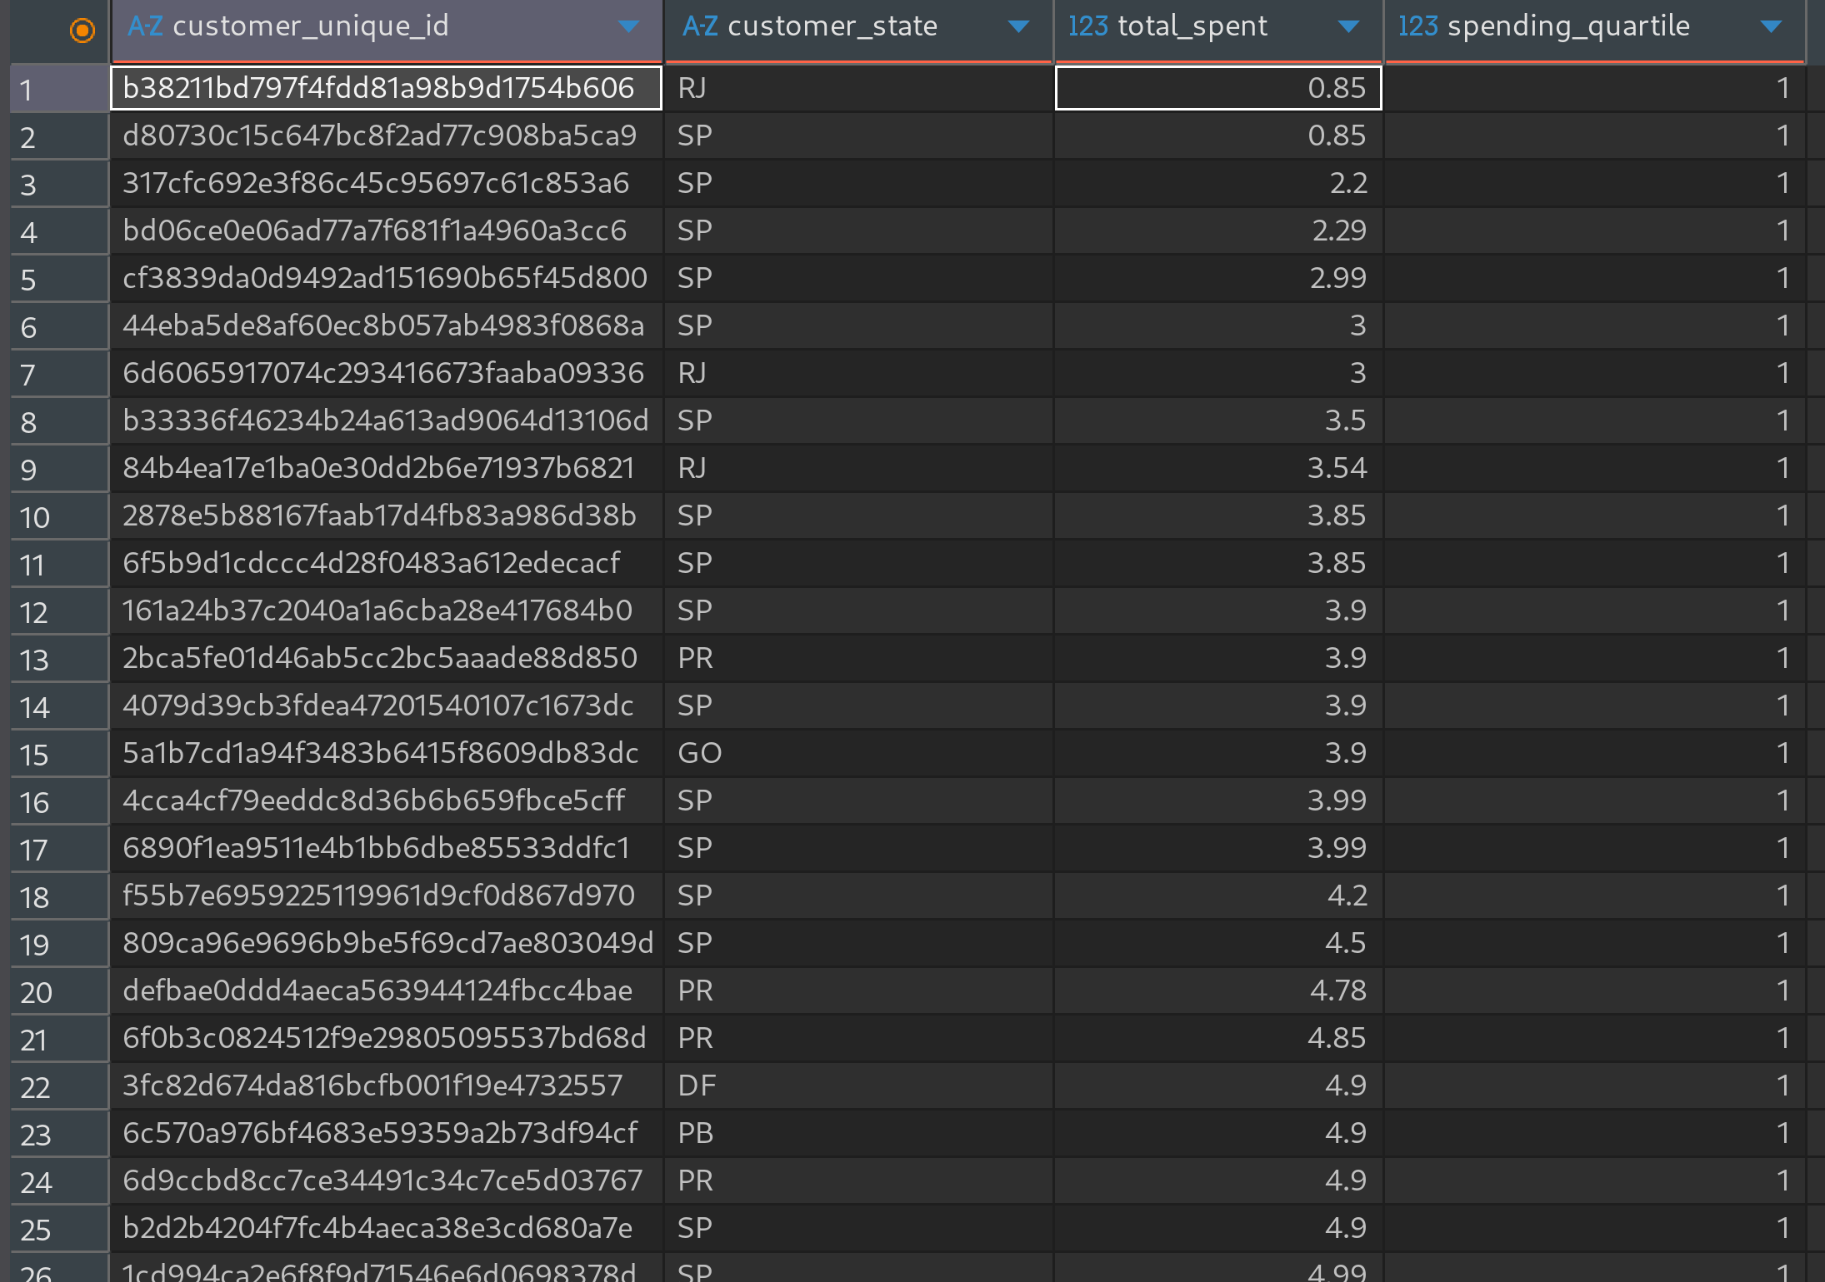 A-Z customer_unique_id A-Z customer_state 123 total_spent 123 spending_quartile
1 b38211bd797f4fdd81a98b9d1754b606 RJ 0.85 1
2 d80730c15c647bc8f2ad77c908ba5ca9 SP 0.85 1
3 317cfc692e3f86c45c95697c61c853a6 SP 2.2 1
4 bd06ce0e06ad77a7f681f1a4960a3cc6 SP 2.29 1
5 cf3839da0d9492ad151690b65f45d800 SP 2.99 1
6 44eba5de8af60ec8b057ab4983f0868a SP 3 1
7 6d6065917074c293416673faaba09336 RJ 3 1
8 b33336f46234b24a613ad9064d13106d SP 3.5 1
9 84b4ea17e1ba0e30dd2b6e71937b6821 RJ 3.54 1
10 2878e5b88167faab17d4fb83a986d38b SP 3.85 1
11 6f5b9d1cdccc4d28f0483a612edecacf SP 3.85 1
12 161a24b37c2040a1a6cba28e417684b0 SP 3.9 1
13 2bca5fe01d46ab5cc2bc5aaade88d850 PR 3.9 1
14 4079d39cb3fdea47201540107c1673dc SP 3.9 1
15 5a1b7cd1a94f3483b6415f8609db83dc GO 3.9 1
16 4cca4cf79eeddc8d36b6b659fbce5cff SP 3.99 1
17 6890f1ea9511e4b1bb6dbe85533ddfc1 SP 3.99 1
18 f55b7e6959225119961d9cf0d867d970 SP 4.2 1
19 809ca96e9696b9be5f69cd7ae803049d SP 4.5 1
20 defbae0ddd4aeca563944124fbcc4bae PR 4.78 1
21 6f0b3c0824512f9e29805095537bd68d PR 4.85 1
22 3fc82d674da816bcfb001f19e4732557 DF 4.9 1
23 6c570a976bf4683e59359a2b73df94cf PB 4.9 1
24 6d9ccbd8cc7ce34491c34c7ce5d03767 PR 4.9 1
25 b2d2b4204f7fc4b4aeca38e3cd680a7e SP 4.9 1
26 1cd994ca2e6f8f9d71546e6d0698378d SP 4.99 1